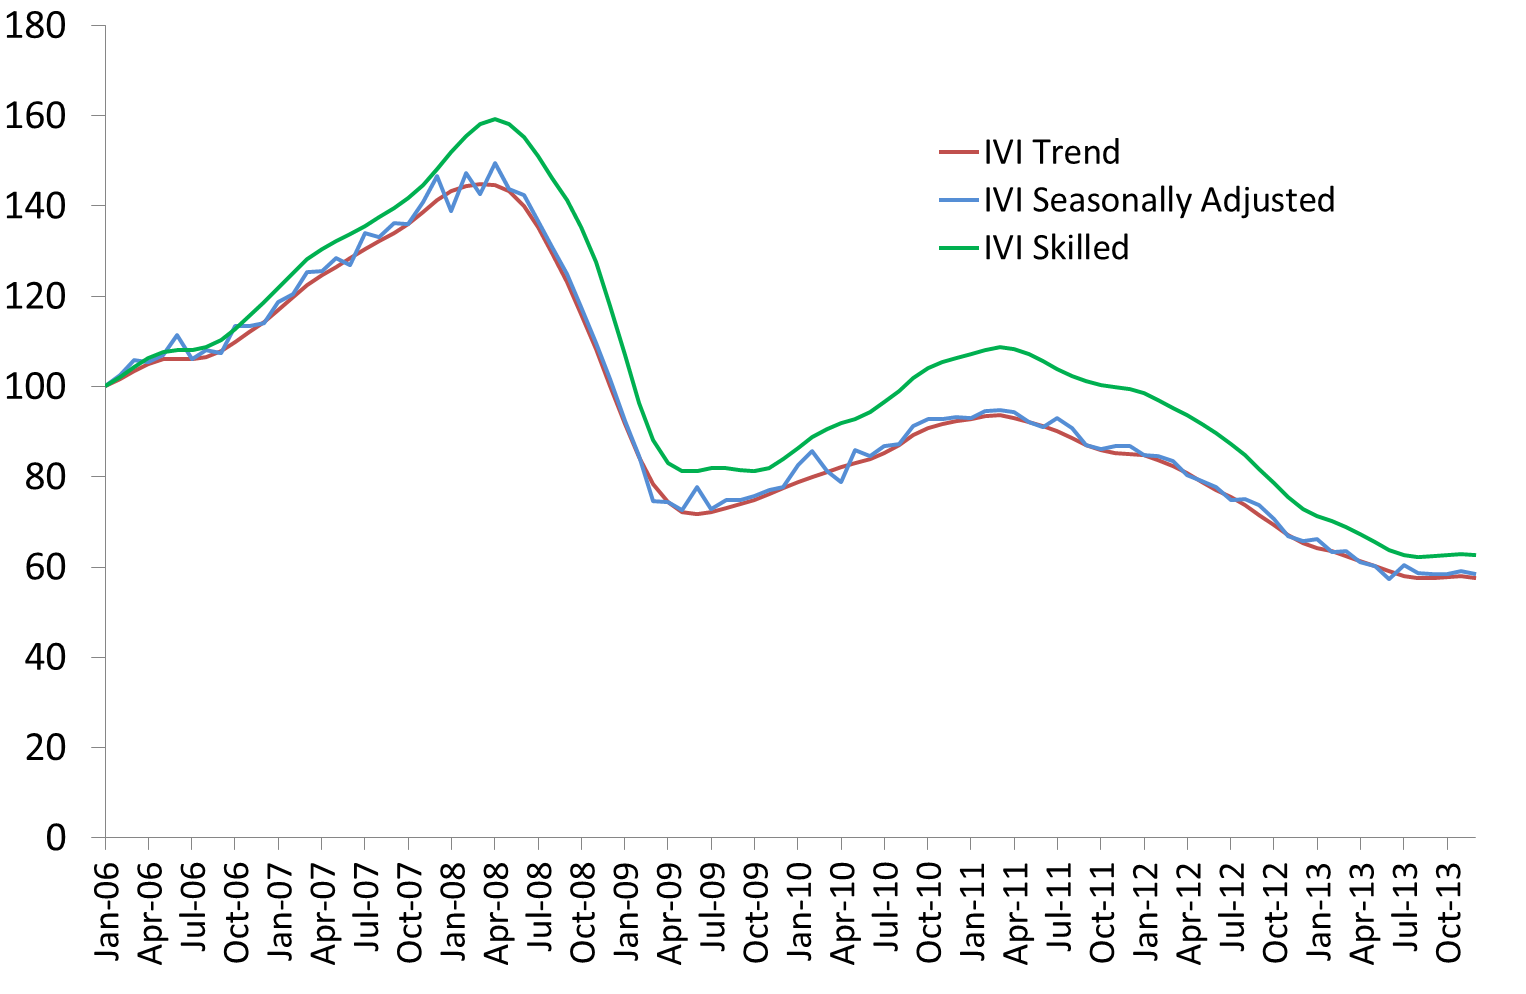 180
160
140
120
100
80
60
40
20
0
IVI Trend
IVI Seasonally Adjusted
IVI Skilled
Jan-06
Apr-06
Jul-06
Oct-06
Jan-07
Apr-07
Jul-07
Oct-07
Jan-08
Apr-08
Jul-08
Oct-08
Jan-09
Apr-09
Jul-09
Oct-09
Jan-10
Apr-10
Jul-10
Oct-10
Jan-11
Apr-11
Jul-11
Oct-11
Jan-12
Apr-12
Jul-12
Oct-12
Jan-13
Apr-13
Jul-13
Oct-13